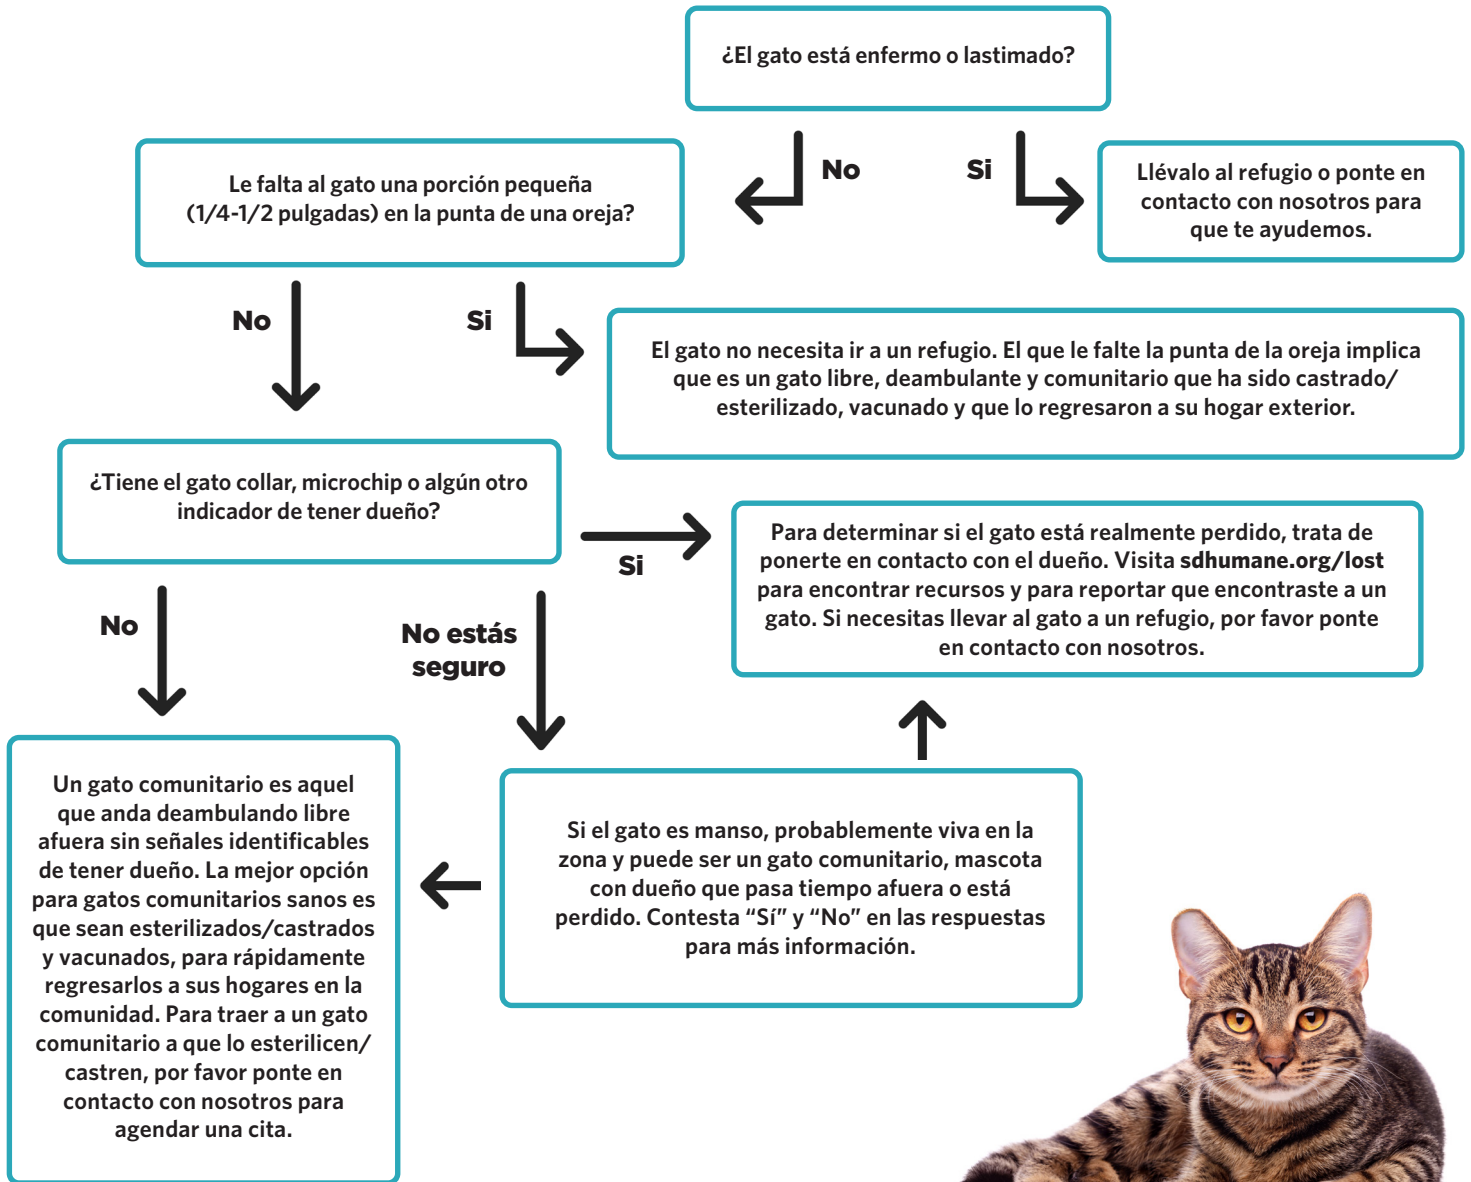 ¿El gato está enfermo o lastimado?
No
Si
Llévalo al refugio o ponte en
contacto con nosotros para
que te ayudemos.
Le falta al gato una porción pequeña
(1/4-1/2 pulgadas) en la punta de una oreja?
No
Si
El gato no necesita ir a un refugio. El que le falte la punta de la oreja implica
que es un gato libre, deambulante y comunitario que ha sido castrado/
esterilizado, vacunado y que lo regresaron a su hogar exterior.
¿Tiene el gato collar, microchip o algún otro
indicador de tener dueño?
Si
Para determinar si el gato está realmente perdido, trata de
ponerte en contacto con el dueño. Visita sdhumane.org/lost
para encontrar recursos y para reportar que encontraste a un
gato. Si necesitas llevar al gato a un refugio, por favor ponte
en contacto con nosotros.
No
No estás
seguro
Un gato comunitario es aquel
que anda deambulando libre
afuera sin señales identificables
de tener dueño. La mejor opción
para gatos comunitarios sanos es
que sean esterilizados/castrados
y vacunados, para rápidamente
regresarlos a sus hogares en la
comunidad. Para traer a un gato
comunitario a que lo esterilicen/
castren, por favor ponte en
contacto con nosotros para
agendar una cita.
Si el gato es manso, probablemente viva en la
zona y puede ser un gato comunitario, mascota
con dueño que pasa tiempo afuera o está
perdido. Contesta “Sí” y “No” en las respuestas
para más información.